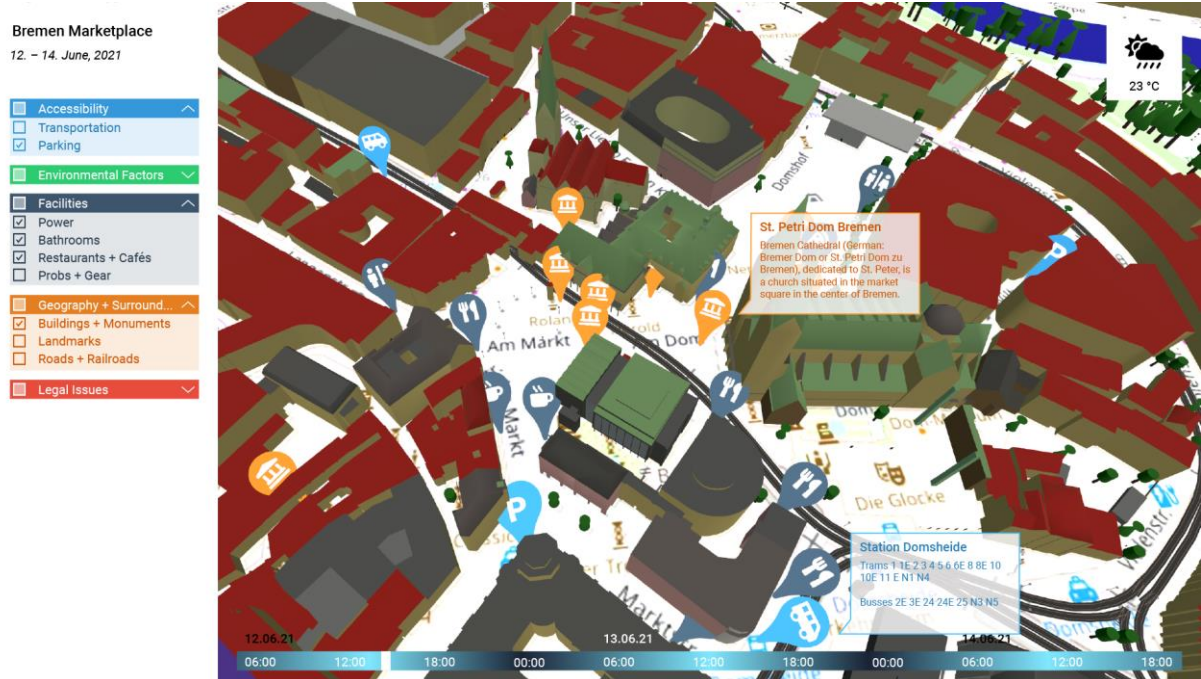 Bremen Marketplace
12. – 14. June, 2021
Accessibility
Transportation
Parking
Environmental Factors
Facilities
Power
Bathrooms
Restaurants + Cafés
Probs + Gear
Geography + Surround...
Buildings + Monuments
Landmarks
Roads + Railroads
Legal Issues
23 °C
Domshof
St. Petri Dom Bremen
Bremen Cathedral (German:
Bremer Dom or St. Petri Dom zu
Bremen), dedicated to St. Peter, is
a church situated in the market
square in the center of Bremen.
Am Markt
Markt
P
P
Die Glocke
Station Domsheide
Trams 1 1E 2 3 4 5 6 6E 8 8E 10
10E 11 E N1 N4
Busses 2E 3E 24 24E 25 N3 N5
12.06.21
13.06.21
14.06.21
06:00 12:00 18:00 00:00 06:00 12:00 18:00 00:00 06:00 12:00 18:00